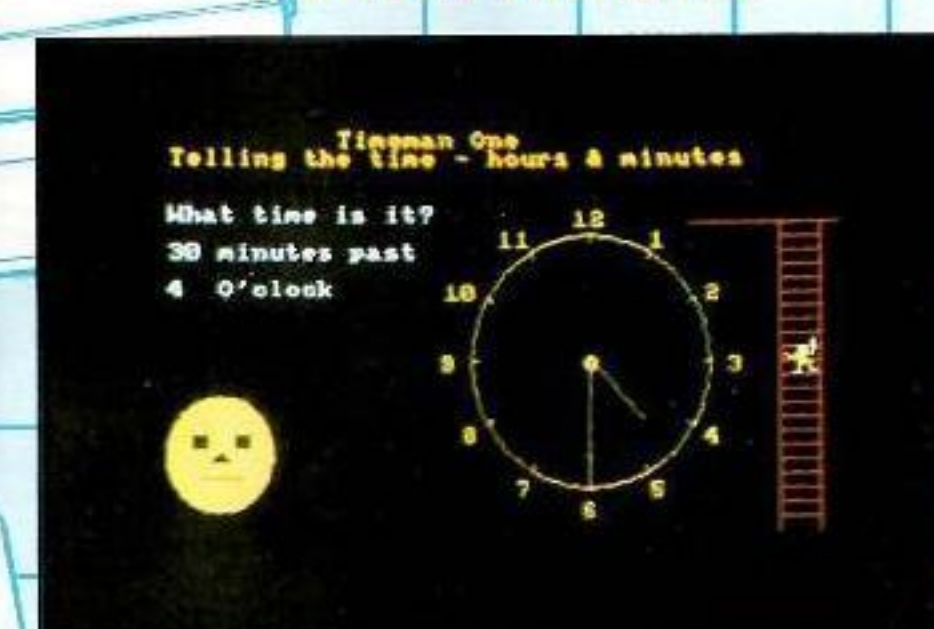 Timeman One
Telling the time - hours & minutes
What time is it?
30 minutes past
4 O'clock
12
11
1
10
2
9
3
8
4
7
5
6